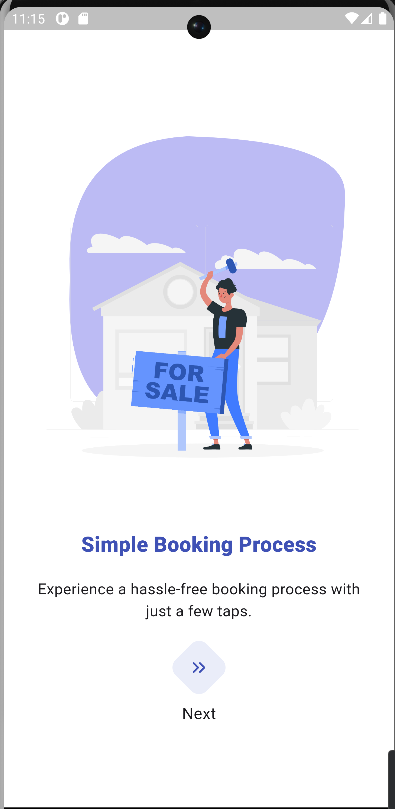 11:15
FOR
SALE
Simple Booking Process
Experience a hassle-free booking process with
just a few taps.
Next